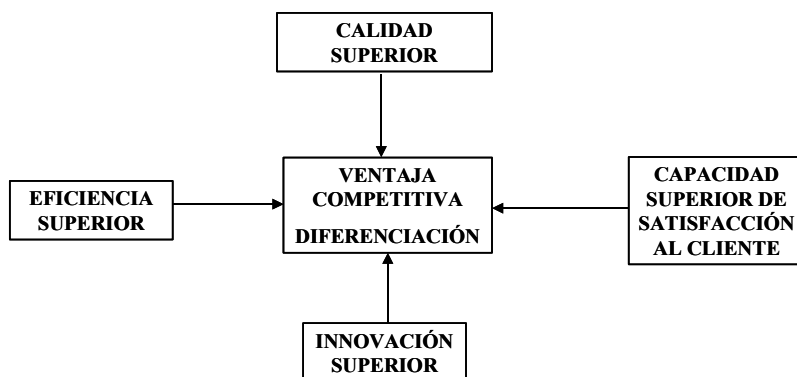 CALIDAD
SUPERIOR
EFICIENCIA
SUPERIOR
VENTAJA
COMPETITIVA
DIFERENCIACIÓN
CAPACIDAD
SUPERIOR DE
SATISFACCIÓN
AL CLIENTE
INNOVACIÓN
SUPERIOR